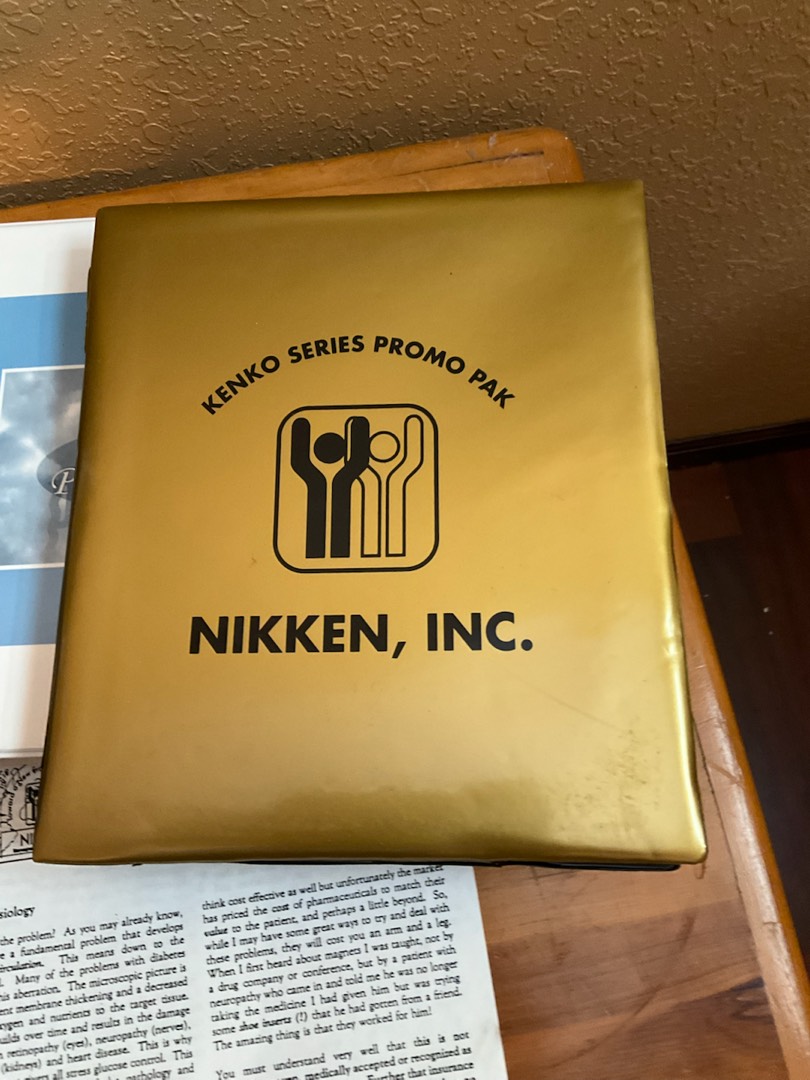 KENKO SERIES PROMO PAK
NIKKEN, INC.
P
NI
siology
the problem? As you may already know,
e a fundamental problem that develops
irculation. This means down to the
l. Many of the problems with diabetes
his aberration. The microscopic picture is
ent membrane thickening and a decreased
xygen and nutrients to the target tissue.
uilds over time and results in the damage
n retinopathy (eyes), neuropathy (nerves),
(kidneys) and heart disease. This is why
verts all stress glucose control. This
pathology and
think cost effective as well but unfortunately the market
has priced the cost of pharmaceuticals to match their
value to the patient, and perhaps a little beyond. So,
while I may have some great ways to try and deal with
these problems, they will cost you an arm and a leg.
When I first heard about magnets I was taught, not by
a drug company or conference, but by a patient with
neuropathy who came in and told me he was no longer
taking the medicine I had given him but was trying
some shoe inserts (!) that he had gotten from a friend.
The amazing thing is that they worked for him!
You must understand very well that this is not
medically accepted or recognized as
Further that insurance